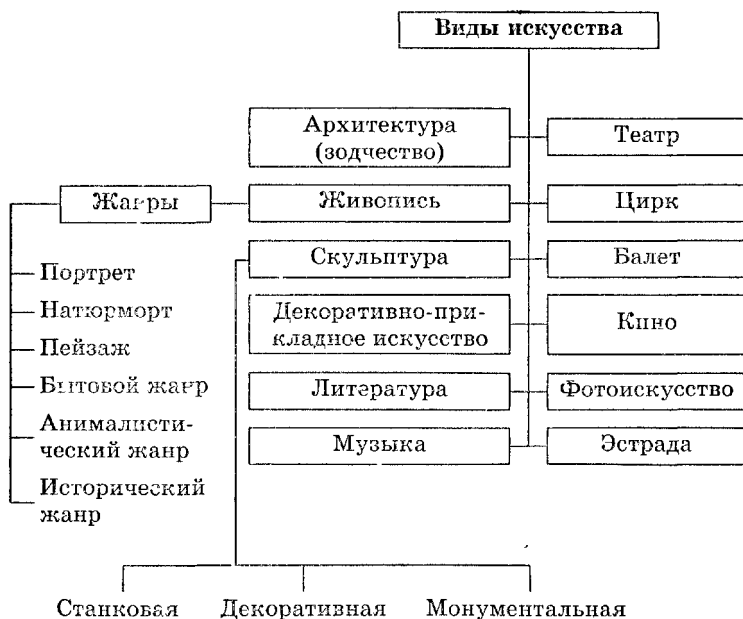 Виды искусства
Архитектура
(зодчество)
Театр
Жанры
Живопись
Цирк
Скульптура
Балет
Портрет
Натюрморт
Пейзаж
Бытовой жанр
Анималисти-
ческий жанр
Исторический
жанр
Декоративно-при-
кладное искусство
Кино
Литература
Фотоискусство
Музыка
Эстрада
Станковая
Декоративная
Монументальная